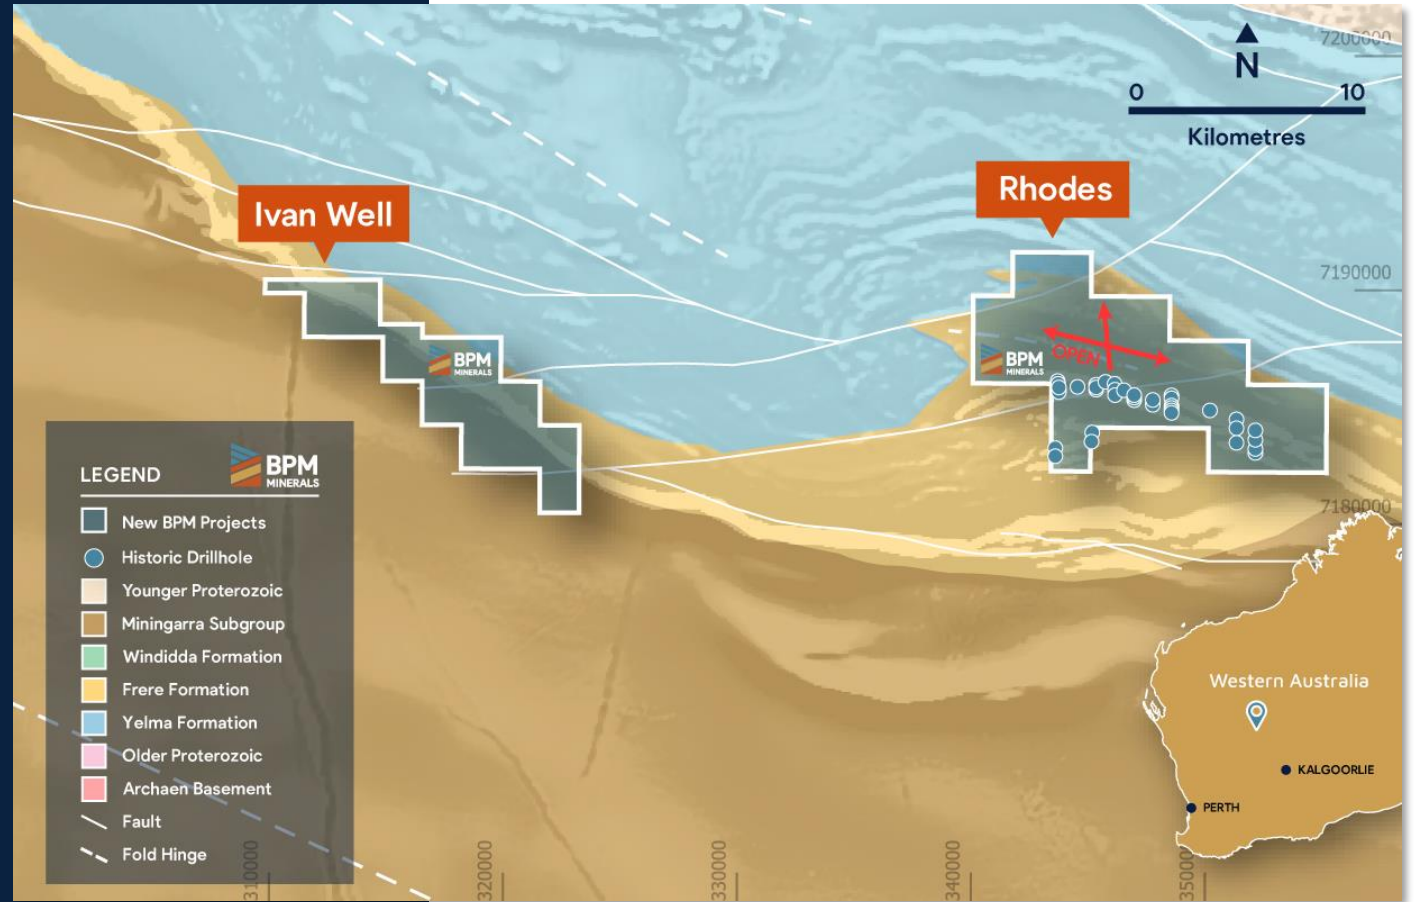 7200000
N
0 10
Kilometres
Rhodes
Ivan Well
7190000
OPEN
BPM
MINERALS
BPM
MINERALS
LEGEND
BPM
MINERALS
New BPM Projects
Historic Drillhole
Younger Proterozoic
Miningarra Subgroup
Windidda Formation
Frere Formation
Yelma Formation
Older Proterozoic
Archaen Basement
Fault
Fold Hinge
7180000
Western Australia
KALGOORLIE
PERTH
310000
320000
330000
340000
350000